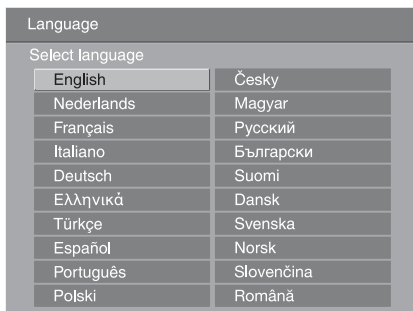 Language
Select language
English
Nederlands
Français
Italiano
Deutsch
Ελληνικά
Türkçe
Español
Português
Polski
Česky
Magyar
Русский
Български
Suomi
Dansk
Svenska
Norsk
Slovenčina
Română